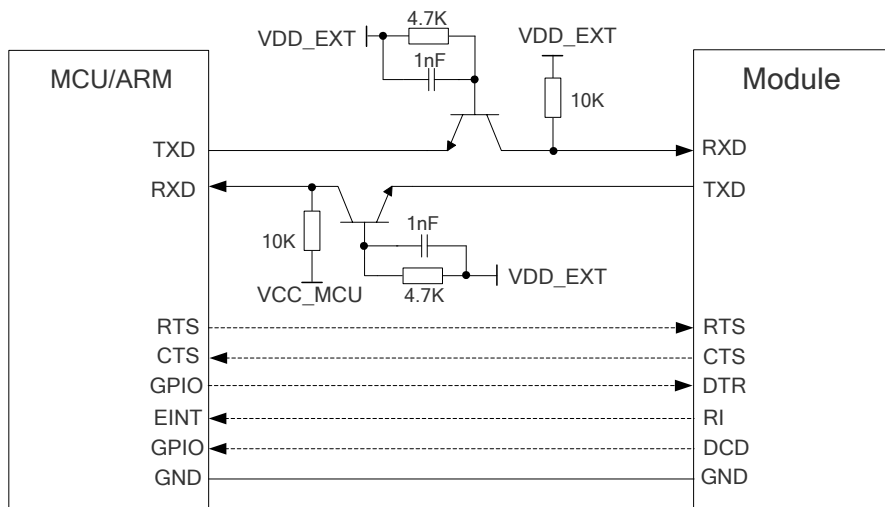 4.7K
VDD_EXT
VDD_EXT
1nF
MCU/ARM
Module
10K
TXD
RXD
RXD
TXD
1nF
10K
VDD_EXT
VCC_MCU
4.7K
RTS
RTS
CTS
CTS
GPIO
DTR
EINT
RI
GPIO
DCD
GND
GND